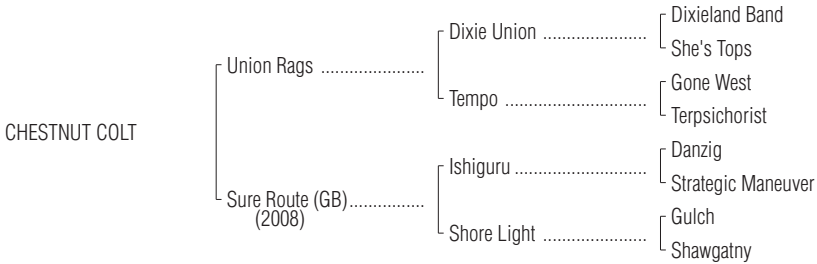 Dixieland Band
Dixie Union ......................
She's Tops
Union Rags ......................
Gone West
Tempo ..............................
Terpsichorist
CHESTNUT COLT
Danzig
Ishiguru ............................
Strategic Maneuver
Sure Route (GB)................
(2008)
Gulch
Shore Light ......................
Shawgatny